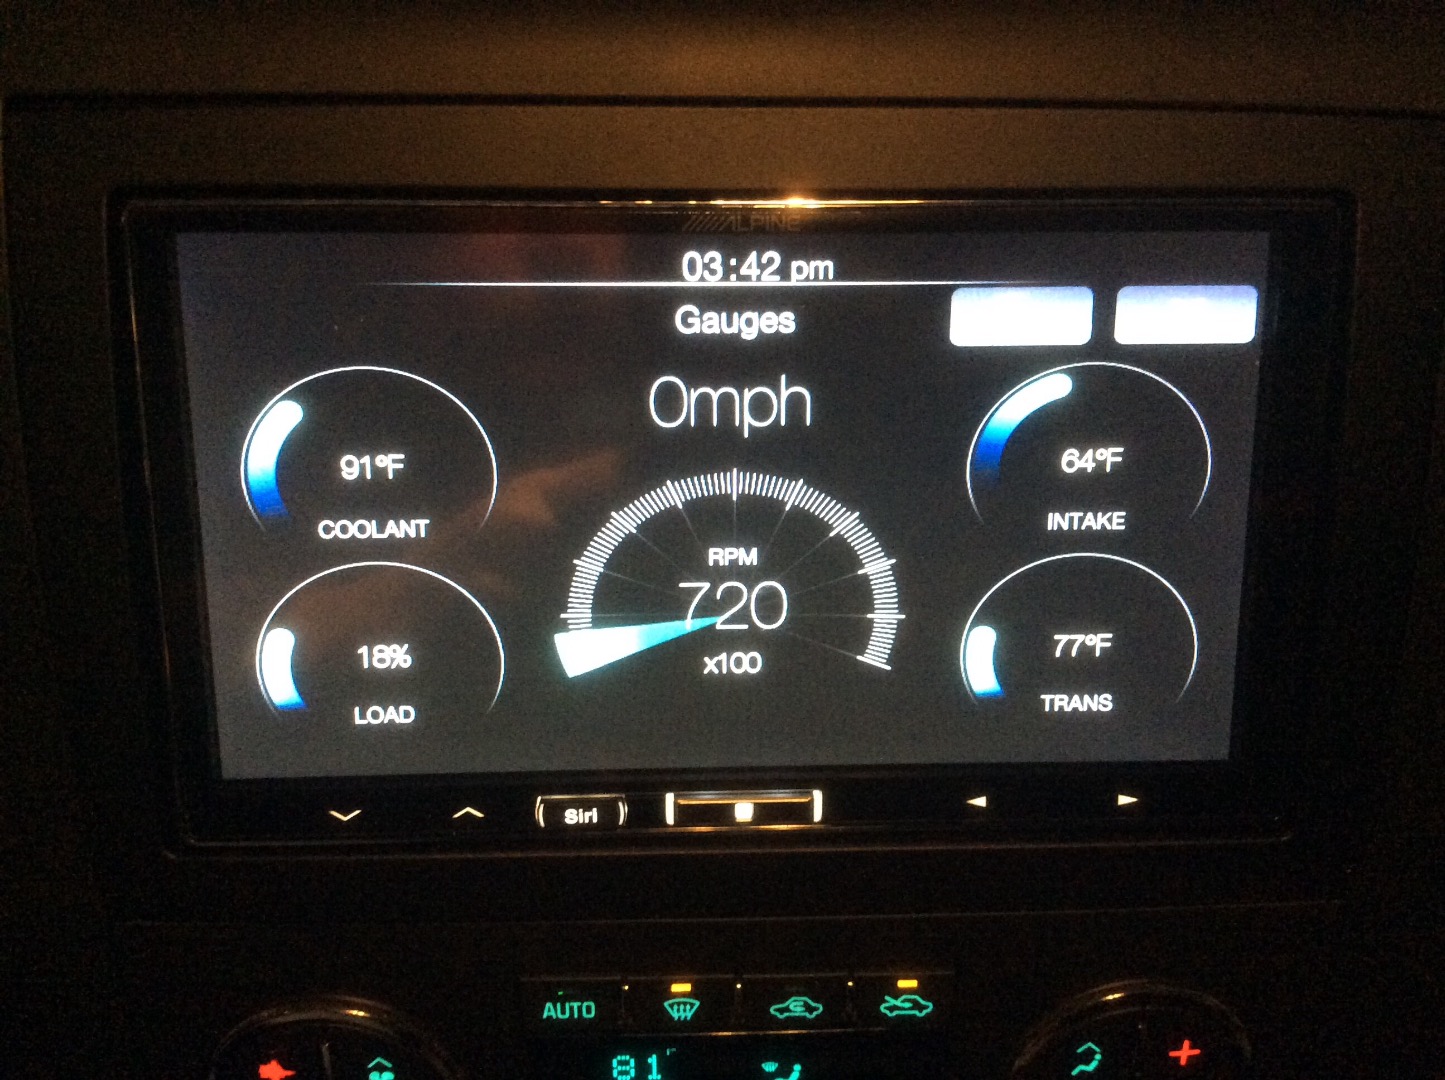 ALPINE
03:42 pm
Gauges
0mph
91°F
COOLANT
64°F
INTAKE
RPM
720
x100
18%
LOAD
77°F
TRANS
Siri
AUTO
81°F